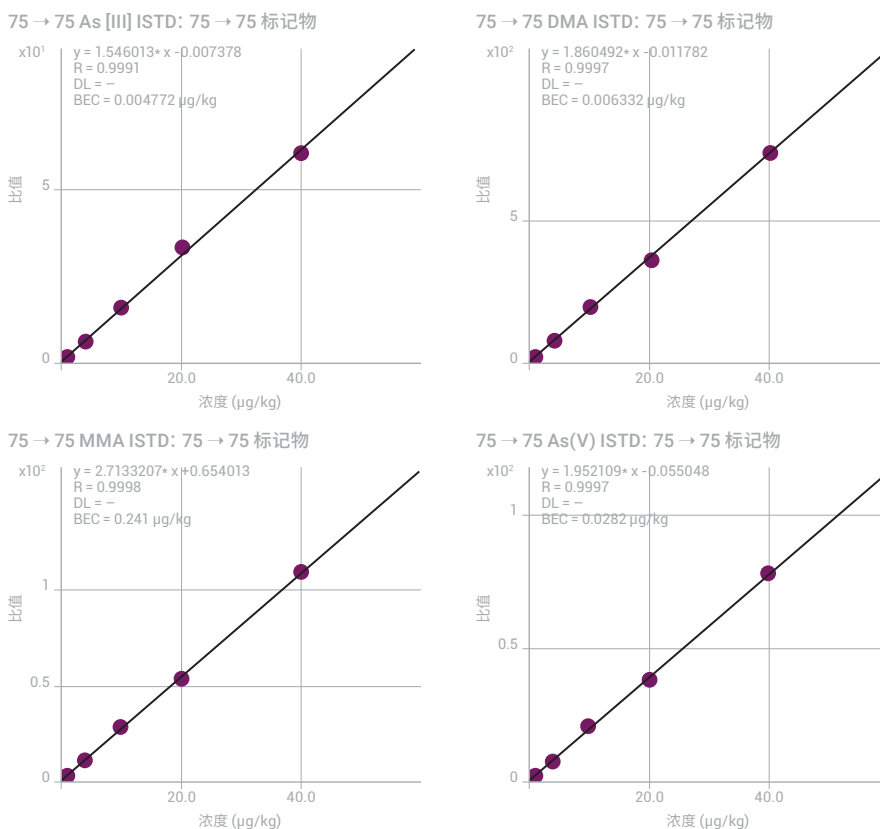 75 → 75 As [III] ISTD: 75 → 75 标记物
x10¹
y = 1.546013* x -0.007378
R = 0.9991
DL = –
BEC = 0.004772 µg/kg
比值
5
0
20.0
40.0
浓度 (µg/kg)
75 → 75 DMA ISTD: 75 → 75 标记物
x10²
y = 1.860492* x -0.011782
R = 0.9997
DL = –
BEC = 0.006332 µg/kg
比值
5
0
20.0
40.0
浓度 (µg/kg)
75 → 75 MMA ISTD: 75 → 75 标记物
x10²
y = 2.7133207* x +0.654013
R = 0.9998
DL = –
BEC = 0.241 µg/kg
比值
1
0.5
0
20.0
40.0
浓度 (µg/kg)
75 → 75 As(V) ISTD: 75 → 75 标记物
x10²
y = 1.952109* x -0.055048
R = 0.9997
DL = –
BEC = 0.0282 µg/kg
比值
1
0.5
0
20.0
40.0
浓度 (µg/kg)